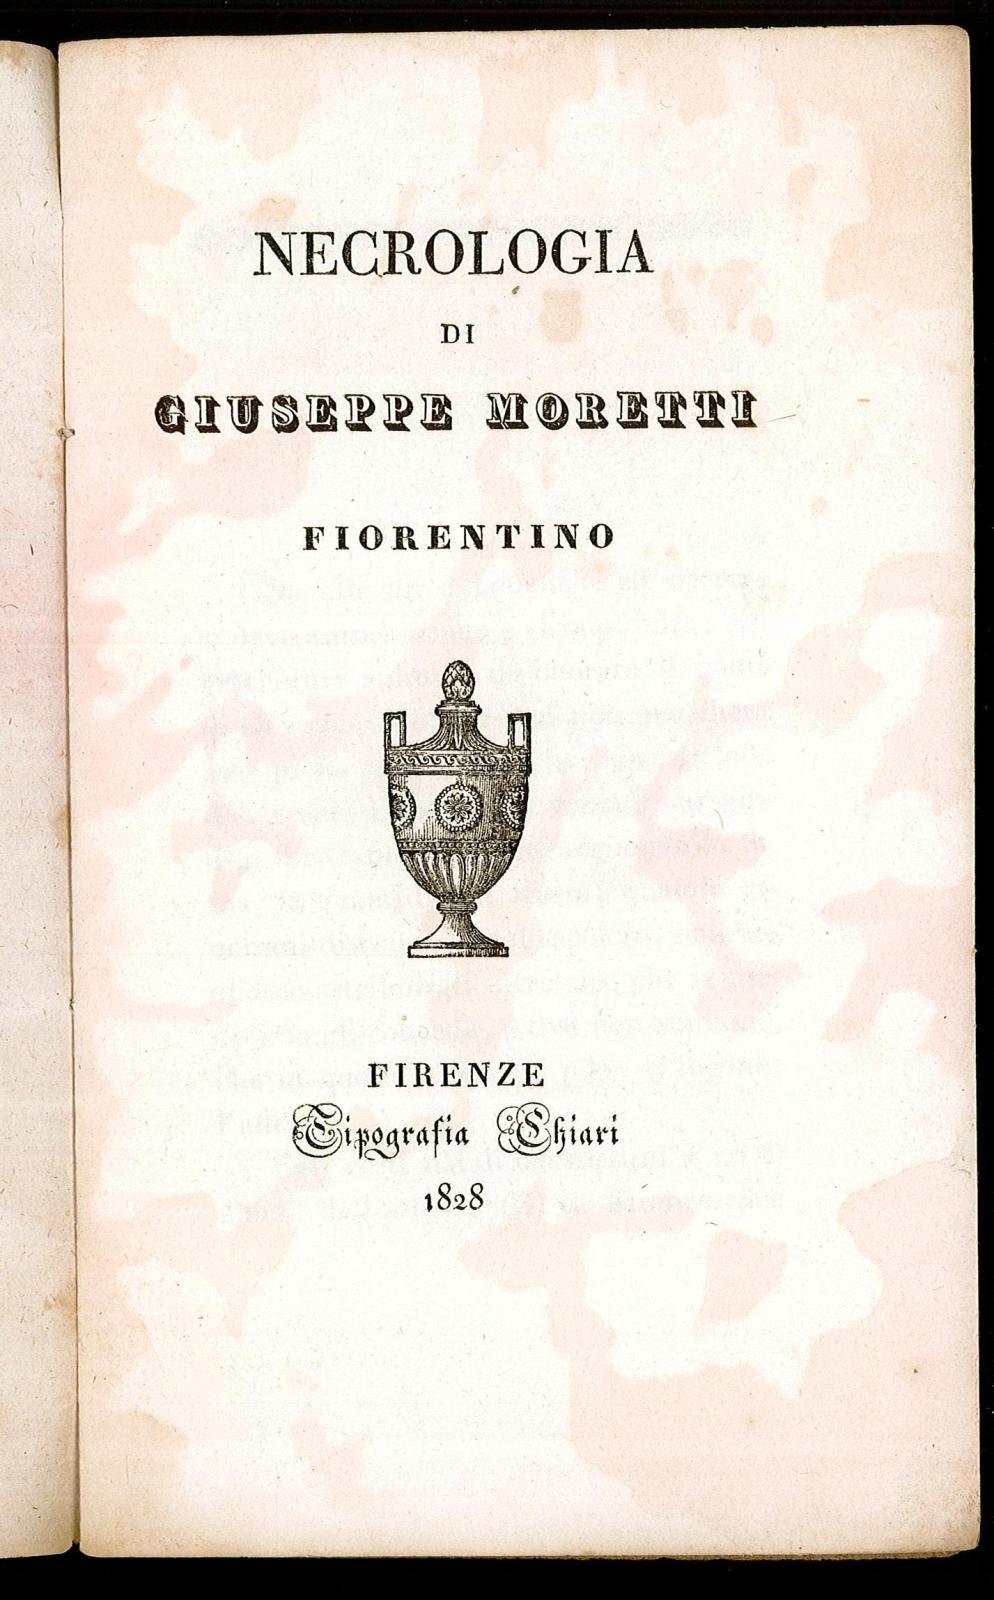 NECROLOGIA
DI
GIUSEPPE MORETTI
FIORENTINO
FIRENZE
Tipografia Chiari
1828